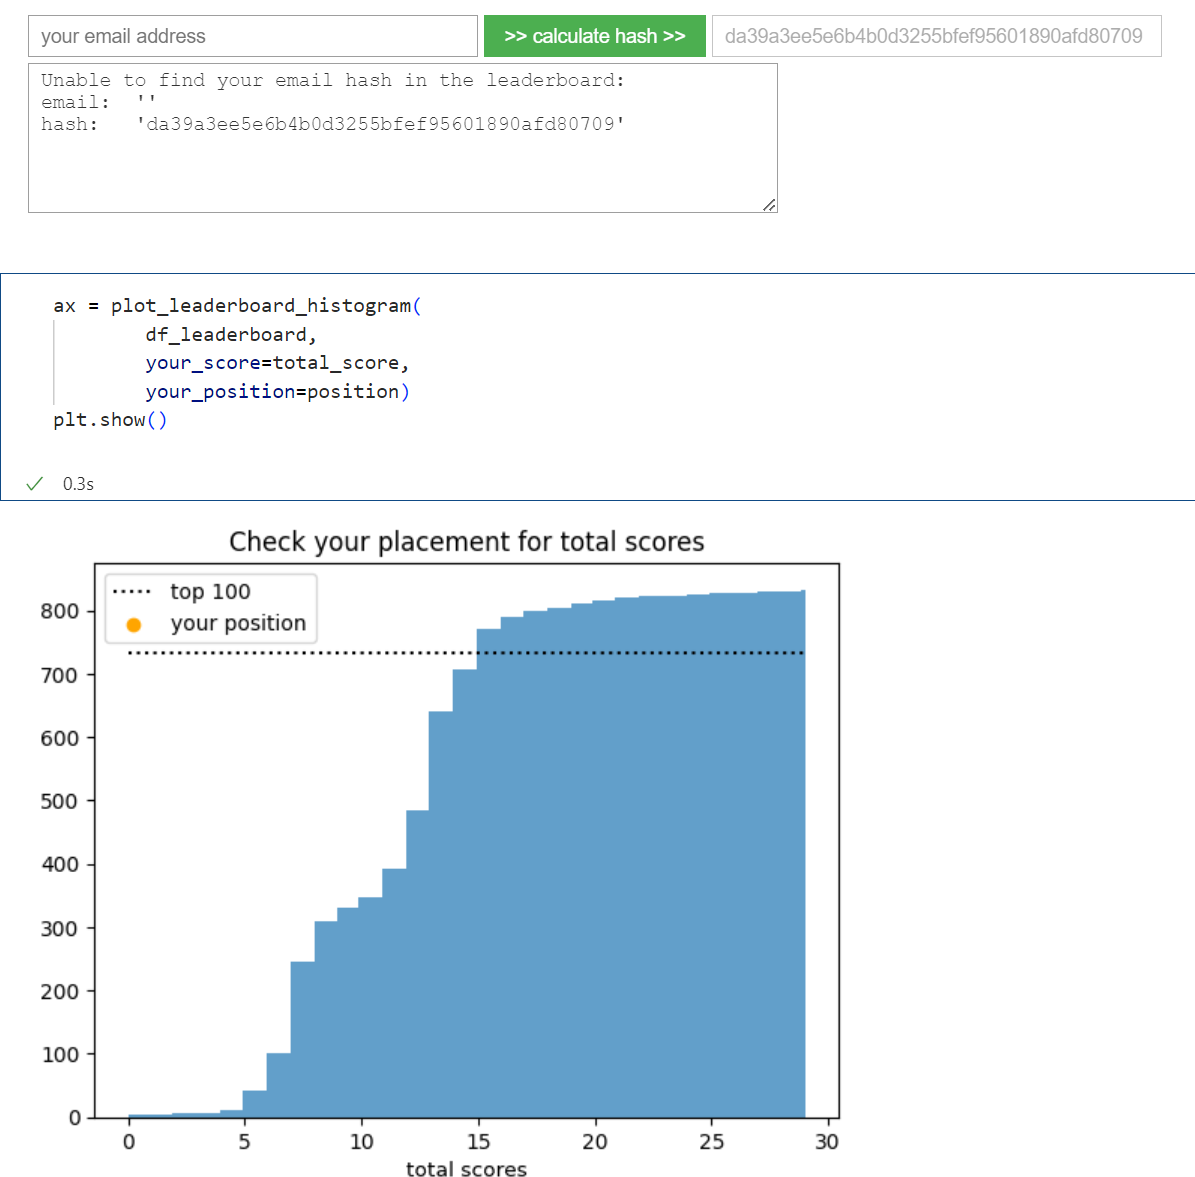 your email address
>> calculate hash >>
da39a3ee5e6b4b0d3255bfef95601890afd80709
Unable to find your email hash in the leaderboard:
email:  ''
hash:   'da39a3ee5e6b4b0d3255bfef95601890afd80709'
ax = plot_leaderboard_histogram(
        df_leaderboard,
        your_score=total_score,
        your_position=position)
plt.show()
0.3s
Check your placement for total scores
top 100
your position
800
700
600
500
400
300
200
100
0
0 5 10 15 20 25 30
total scores